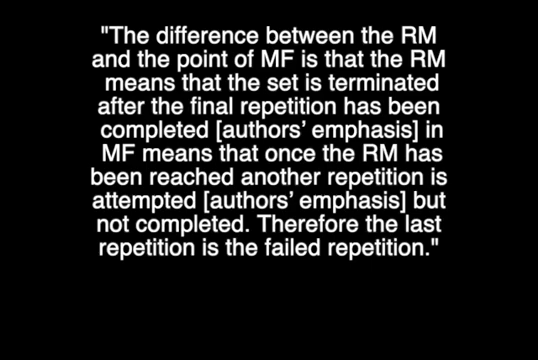 "The difference between the RM
and the point of MF is that the RM
means that the set is terminated
after the final repetition has been
completed [authors’ emphasis] in
MF means that once the RM has
been reached another repetition is
attempted [authors’ emphasis] but
not completed. Therefore the last
repetition is the failed repetition."